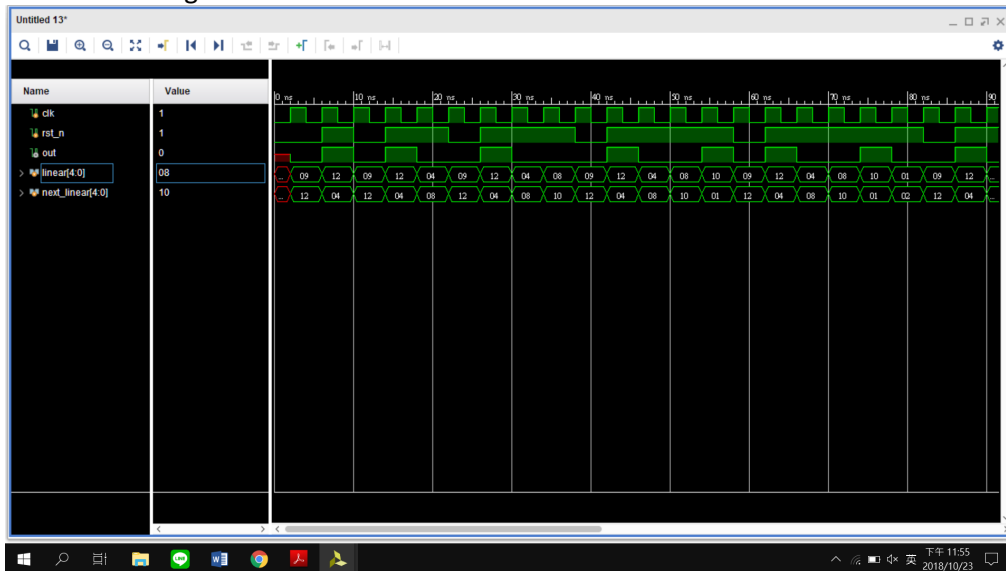 Untitled 13*
Name Value
0 ns 10 ns 20 ns 30 ns 40 ns 50 ns 60 ns 70 ns 80 ns 90
clk 1
rst_n 1
out 0
linear[4:0] 08 ... 09 12 09 12 04 09 12 04 08 09 12 04 08 10 09 12 04 08 10 01 09 12 ...
next_linear[4:0] 10 ... 12 04 12 04 08 12 04 08 10 12 04 08 10 01 12 04 08 10 01 02 12 04 ...
LINE W 英 下午 11:55
2018/10/23